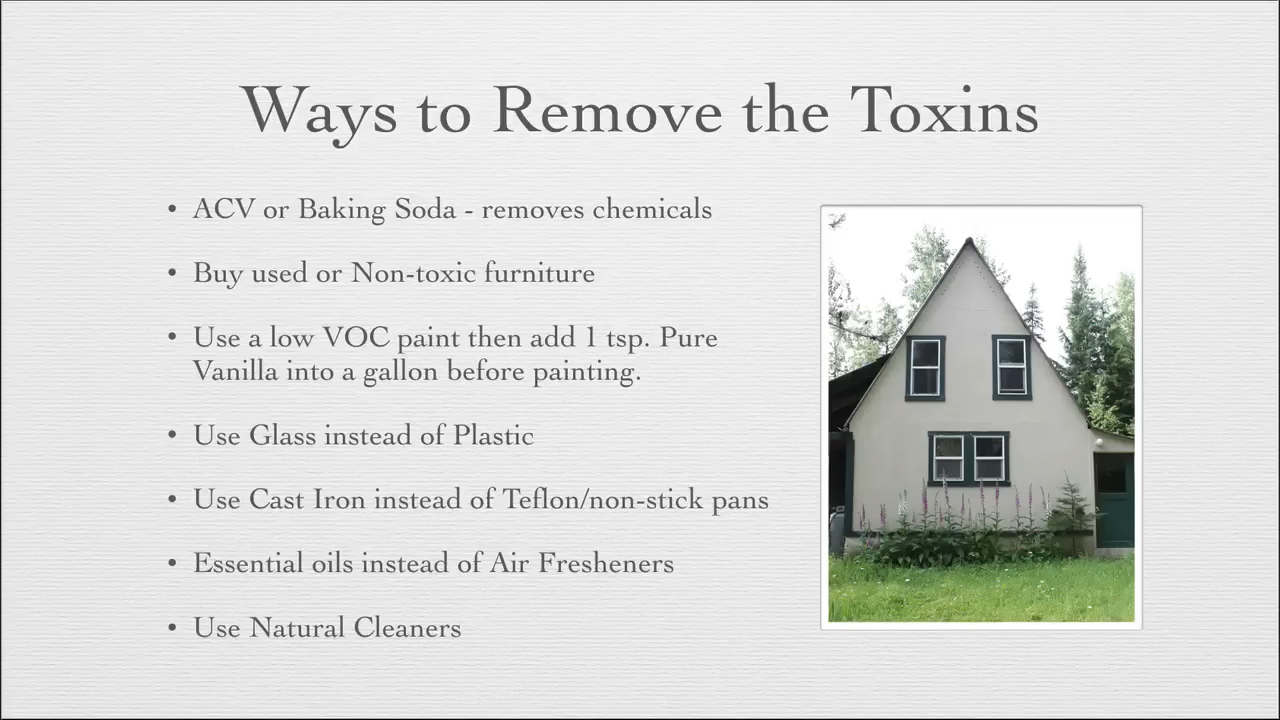 Ways to Remove the Toxins
• ACV or Baking Soda - removes chemicals
• Buy used or Non-toxic furniture
• Use a low VOC paint then add 1 tsp. Pure
Vanilla into a gallon before painting.
• Use Glass instead of Plastic
• Use Cast Iron instead of Teflon/non-stick pans
• Essential oils instead of Air Fresheners
• Use Natural Cleaners